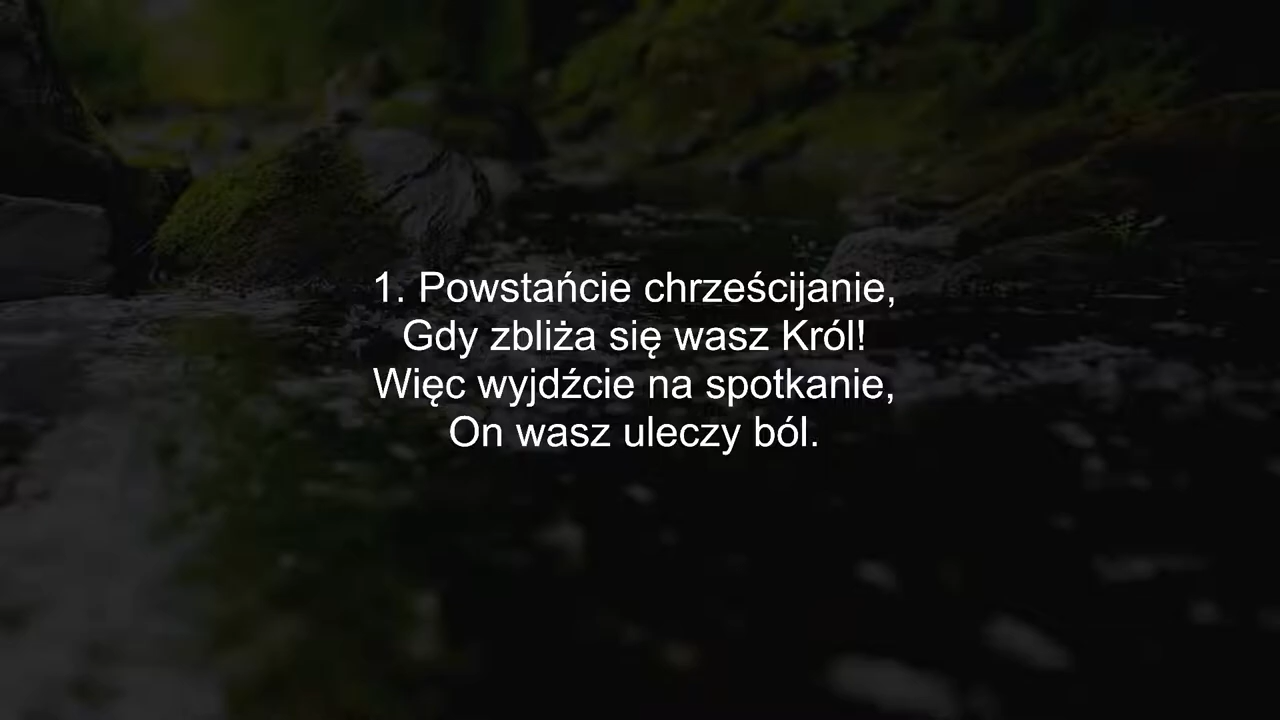 1. Powstańcie chrześcijanie,
Gdy zbliża się wasz Król!
Więc wyjdźcie na spotkanie,
On wasz uleczy ból.